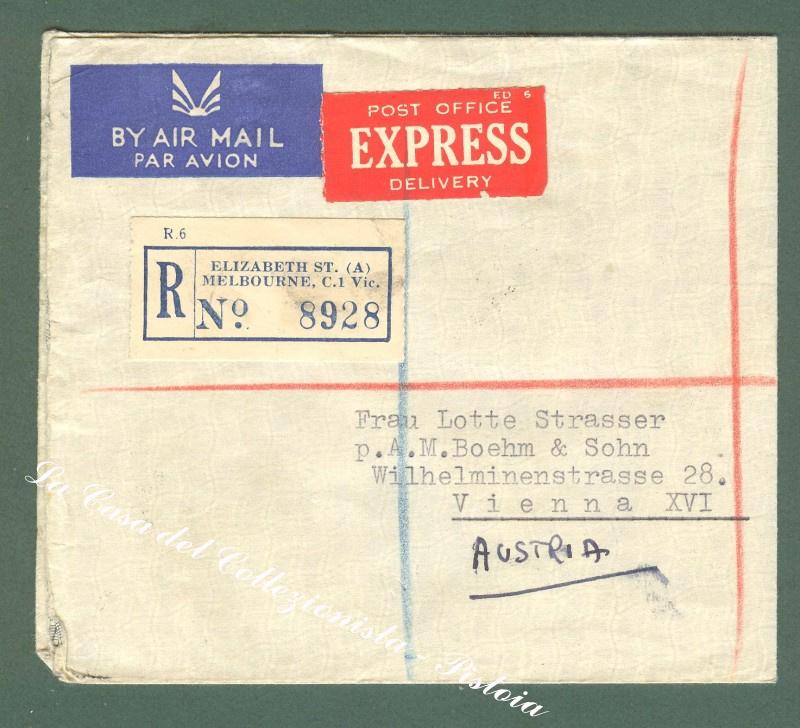 BY AIR MAIL
PAR AVION
ED 6
POST OFFICE
EXPRESS
DELIVERY
R.6
R
ELIZABETH ST. (A)
MELBOURNE, C.1 Vic.
No. 8928
Frau Lotte Strasser
p.A.M.Boehm & Sohn
Wilhelminenstrasse 28.
Vienna XVI
AUSTRIA
La Casa del Collezionista - Pistoia